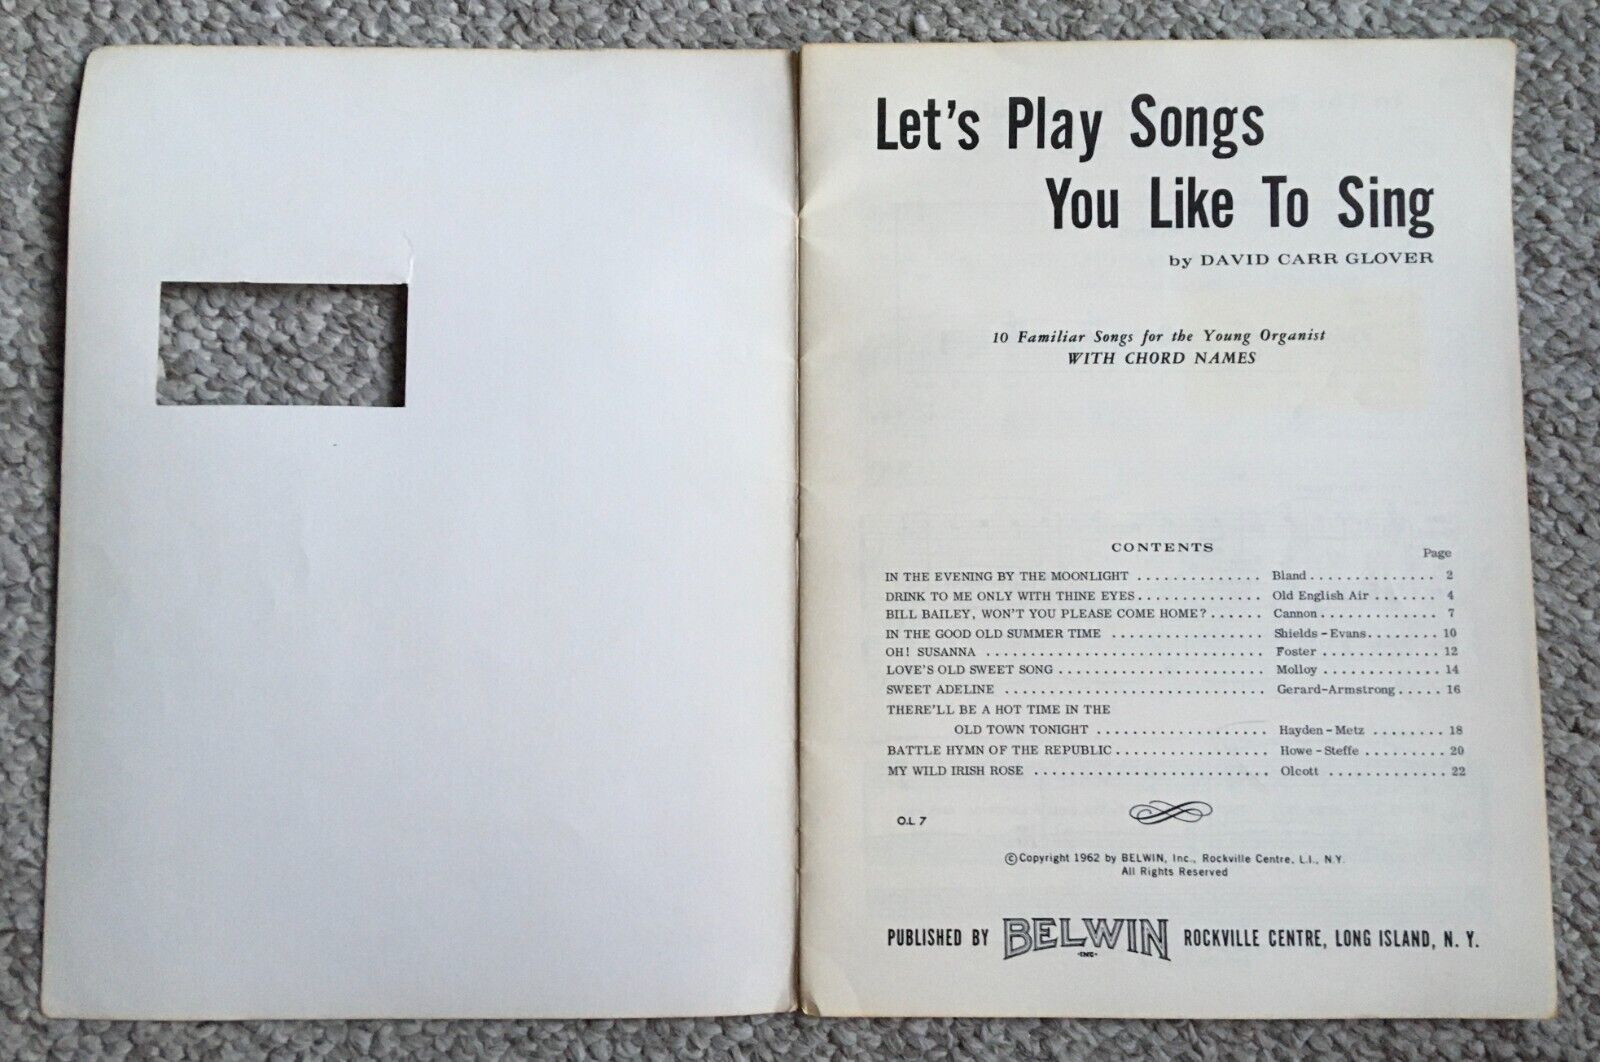 Let's Play Songs
You Like To Sing
by DAVID CARR GLOVER
10 Familiar Songs for the Young Organist
WITH CHORD NAMES
CONTENTS
Page
IN THE EVENING BY THE MOONLIGHT .............. Bland .............. 2
DRINK TO ME ONLY WITH THINE EYES .............. Old English Air ....... 4
BILL BAILEY, WON'T YOU PLEASE COME HOME? ...... Cannon ............. 7
IN THE GOOD OLD SUMMER TIME ................. Shields - Evans ........ 10
OH! SUSANNA .............................. Foster ............. 12
LOVE'S OLD SWEET SONG ....................... Molloy ............. 14
SWEET ADELINE ............................. Gerard-Armstrong ..... 16
THERE'LL BE A HOT TIME IN THE
OLD TOWN TONIGHT ................... Hayden - Metz ........ 18
BATTLE HYMN OF THE REPUBLIC ................. Howe - Steffe ......... 20
MY WILD IRISH ROSE .......................... Olcott ............. 22
O.L 7
© Copyright 1962 by BELWIN, Inc., Rockville Centre, L.I., N.Y.
All Rights Reserved
PUBLISHED BY BELWIN INC. ROCKVILLE CENTRE, LONG ISLAND, N. Y.